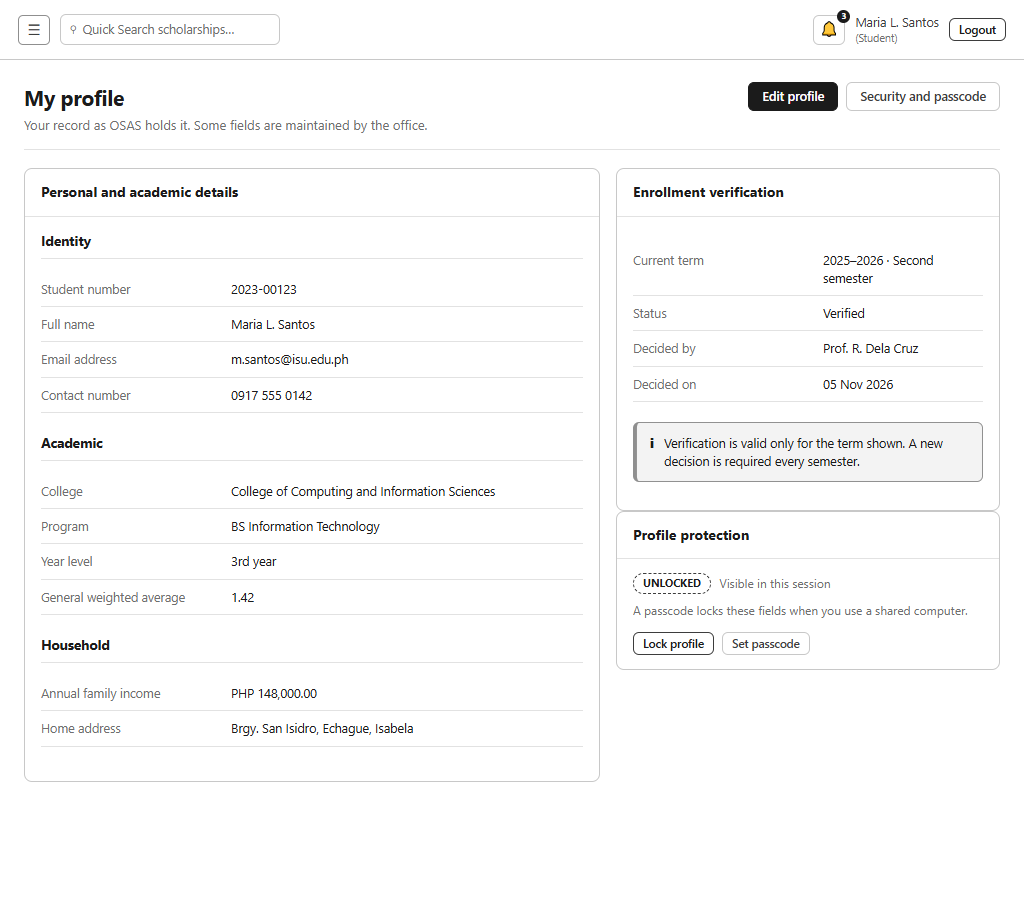 ☰
Quick Search scholarships...
3
Maria L. Santos
(Student)
Logout
My profile
Your record as OSAS holds it. Some fields are maintained by the office.
Edit profile
Security and passcode
Personal and academic details
Identity
Student number 2023-00123
Full name Maria L. Santos
Email address m.santos@isu.edu.ph
Contact number 0917 555 0142
Academic
College College of Computing and Information Sciences
Program BS Information Technology
Year level 3rd year
General weighted average 1.42
Household
Annual family income PHP 148,000.00
Home address Brgy. San Isidro, Echague, Isabela
Enrollment verification
Current term 2025–2026 · Second
semester
Status Verified
Decided by Prof. R. Dela Cruz
Decided on 05 Nov 2026
i Verification is valid only for the term shown. A new
decision is required every semester.
Profile protection
UNLOCKED Visible in this session
A passcode locks these fields when you use a shared computer.
Lock profile
Set passcode